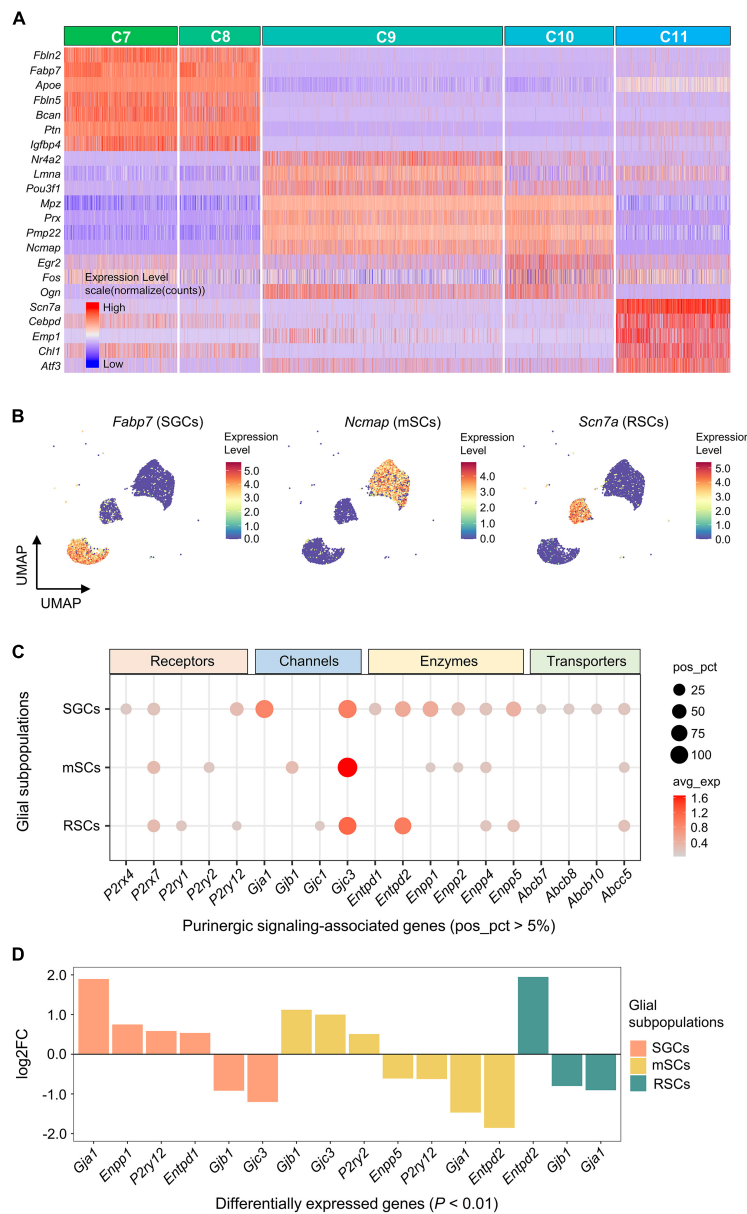 A
C7 C8 C9 C10 C11
Fbln2
Fabp7
Apoe
Fbln5
Bcan
Ptn
Igfbp4
Nr4a2
Lmna
Pou3f1
Mpz
Prx
Pmp22
Ncmap
Egr2
Fos
Ogn
Scn7a
Cebpd
Emp1
Chl1
Atf3
Expression Level
scale(normalize(counts))
High
Low
B
Fabp7 (SGCs) Ncmap (mSCs) Scn7a (RSCs)
Expression
Level
5.0
4.0
3.0
2.0
1.0
0.0
Expression
Level
4.0
3.0
2.0
1.0
0.0
Expression
Level
5.0
4.0
3.0
2.0
1.0
0.0
UMAP
UMAP
C
Receptors Channels Enzymes Transporters
Glial subpopulations
SGCs
mSCs
RSCs
P2rx4 P2rx7 P2ry1 P2ry2 P2ry12 Gja1 Gjb1 Gjc1 Gjc3 Entpd1 Entpd2 Enpp1 Enpp2 Enpp4 Enpp5 Abcb7 Abcb8 Abcb10 Abcc5
Purinergic signaling-associated genes (pos_pct > 5%)
pos_pct
25
50
75
100
avg_exp
1.6
1.2
0.8
0.4
D
log2FC
2.0
1.0
0.0
-1.0
-2.0
Gja1 Enpp1 P2ry12 Entpd1 Gjb1 Gjc3 Gjb1 Gjc3 P2ry2 Enpp5 P2ry12 Gja1 Entpd2 Entpd2 Gjb1 Gja1
Differentially expressed genes (P < 0.01)
Glial
subpopulations
SGCs
mSCs
RSCs